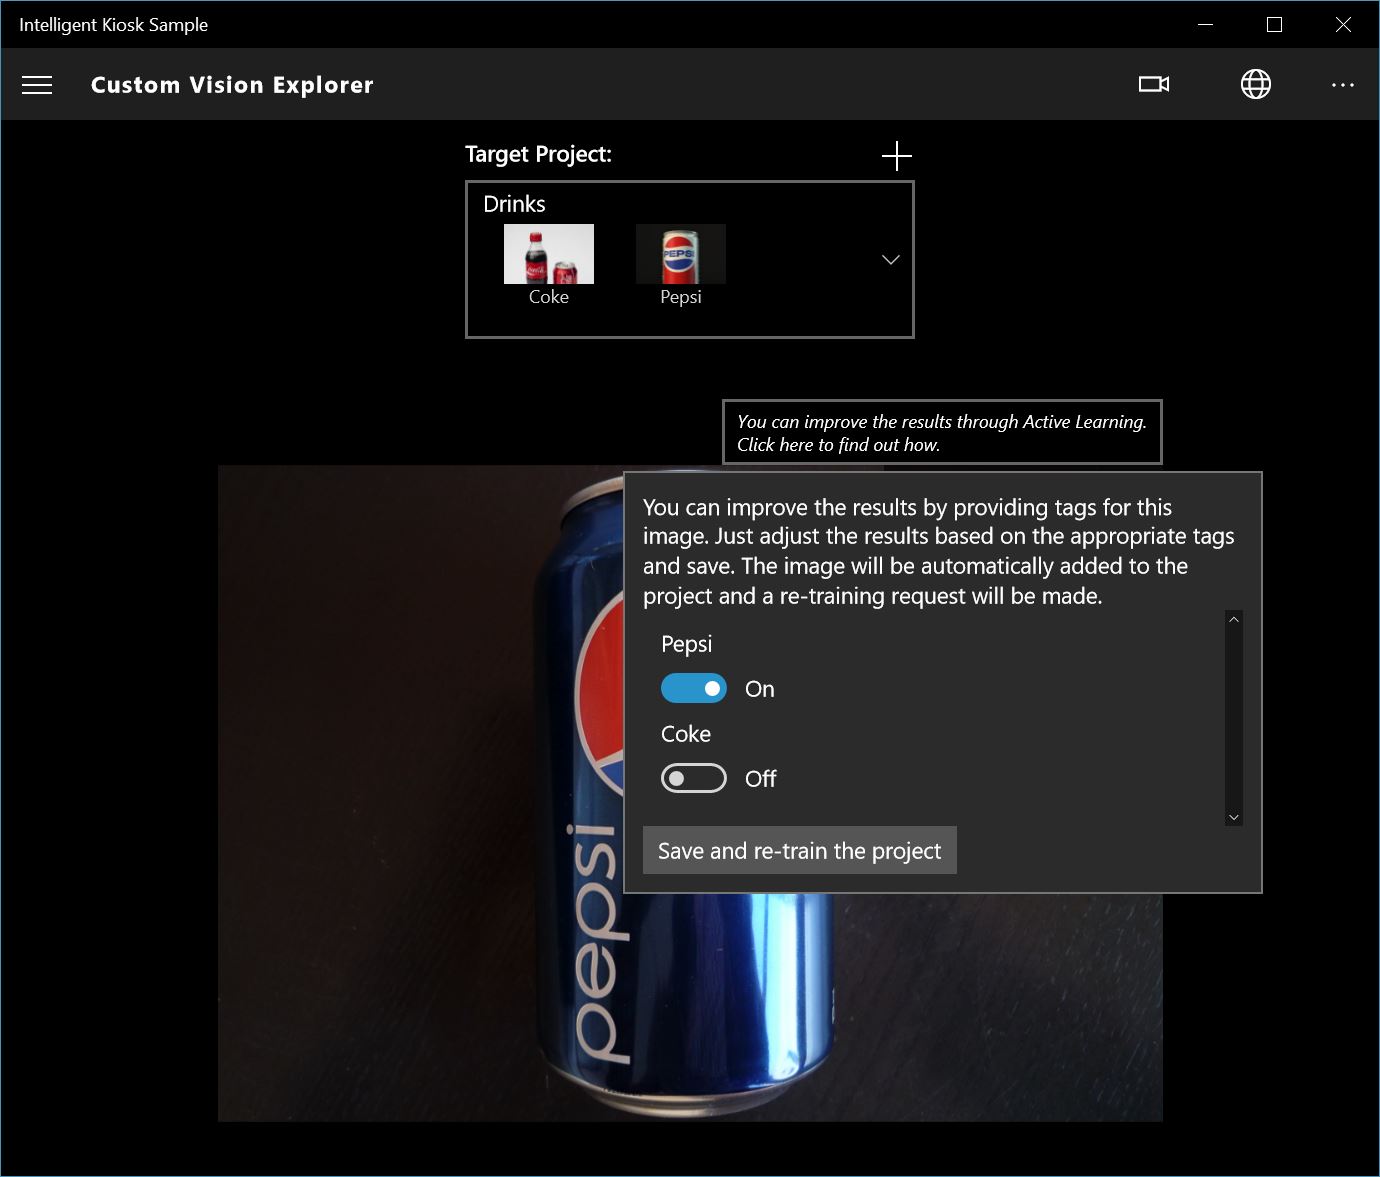 Intelligent Kiosk Sample
Custom Vision Explorer
Target Project:
Drinks
PEPSI
Coke
Pepsi
You can improve the results through Active Learning.
Click here to find out how.
You can improve the results by providing tags for this
image. Just adjust the results based on the appropriate tags
and save. The image will be automatically added to the
project and a re-training request will be made.
Pepsi
On
Coke
Off
Save and re-train the project
pepsi